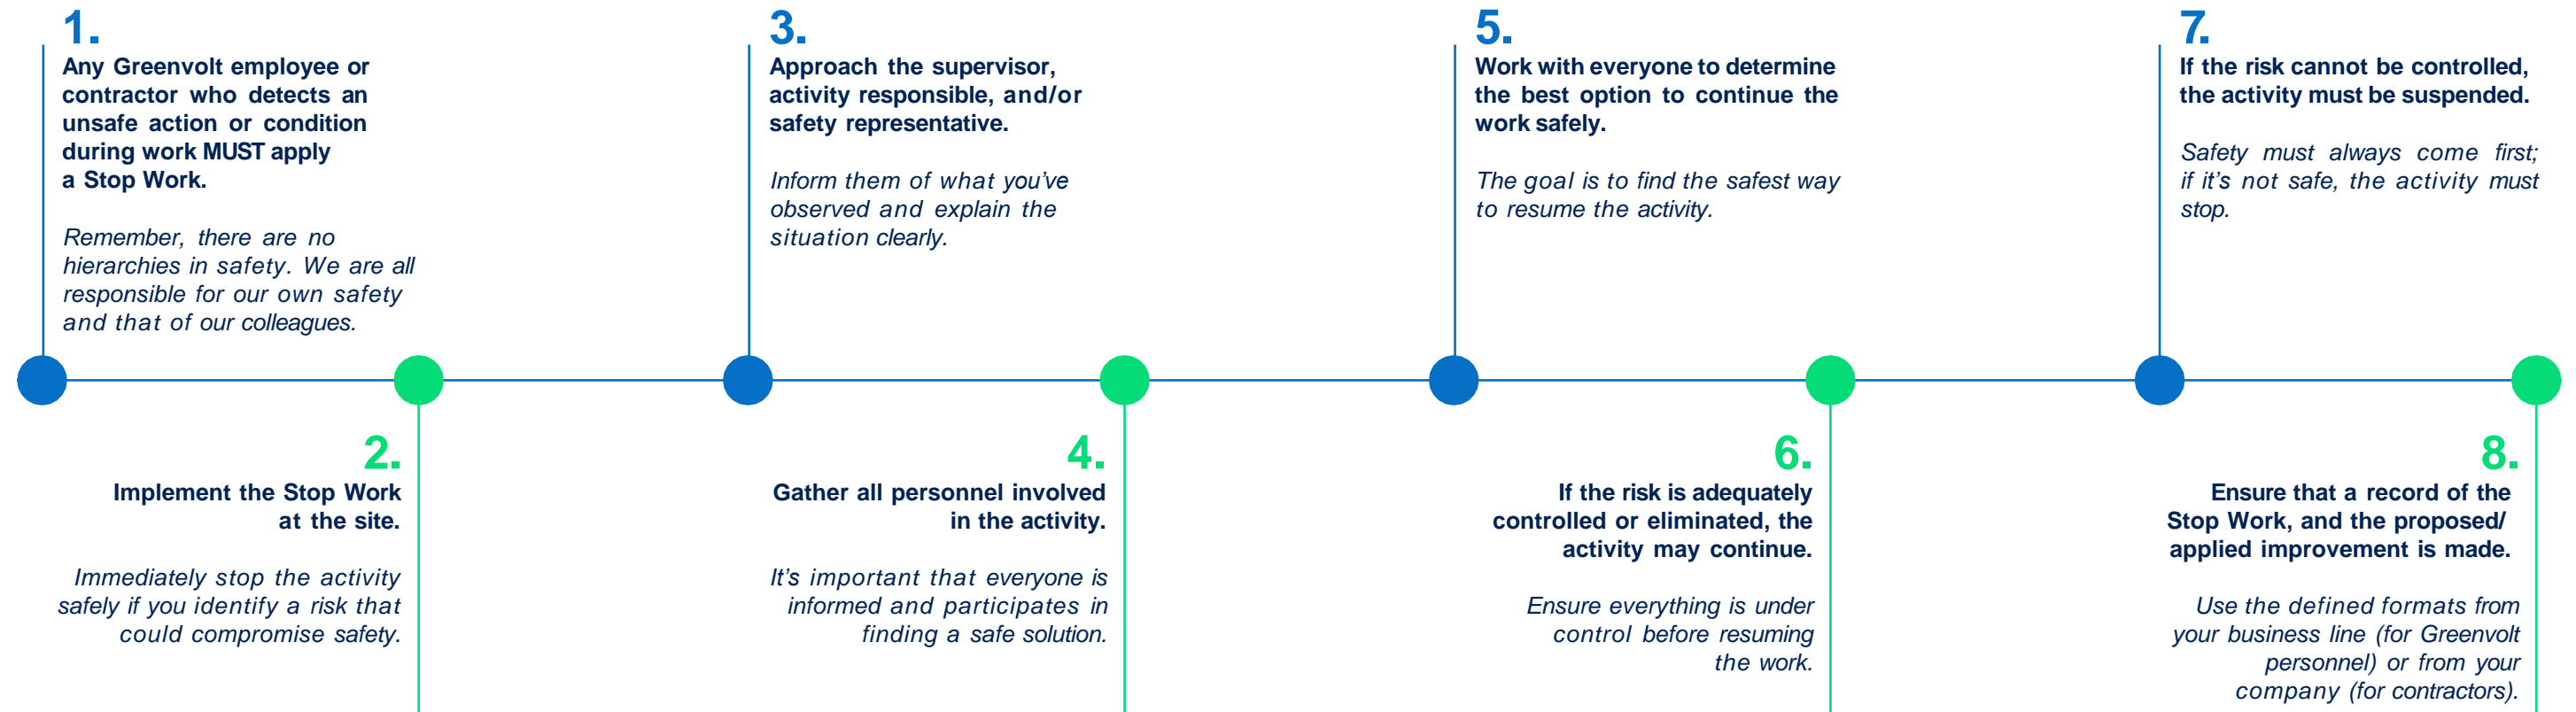 1.
Any Greenvolt employee or
contractor who detects an
unsafe action or condition
during work MUST apply
a Stop Work.
Remember, there are no
hierarchies in safety. We are all
responsible for our own safety
and that of our colleagues.
2.
Implement the Stop Work
at the site.
Immediately stop the activity
safely if you identify a risk that
could compromise safety.
3.
Approach the supervisor,
activity responsible, and/or
safety representative.
Inform them of what you’ve
observed and explain the
situation clearly.
4.
Gather all personnel involved
in the activity.
It’s important that everyone is
informed and participates in
finding a safe solution.
5.
Work with everyone to determine
the best option to continue the
work safely.
The goal is to find the safest way
to resume the activity.
6.
If the risk is adequately
controlled or eliminated, the
activity may continue.
Ensure everything is under
control before resuming
the work.
7.
If the risk cannot be controlled,
the activity must be suspended.
Safety must always come first;
if it’s not safe, the activity must
stop.
8.
Ensure that a record of the
Stop Work, and the proposed/
applied improvement is made.
Use the defined formats from
your business line (for Greenvolt
personnel) or from your
company (for contractors).